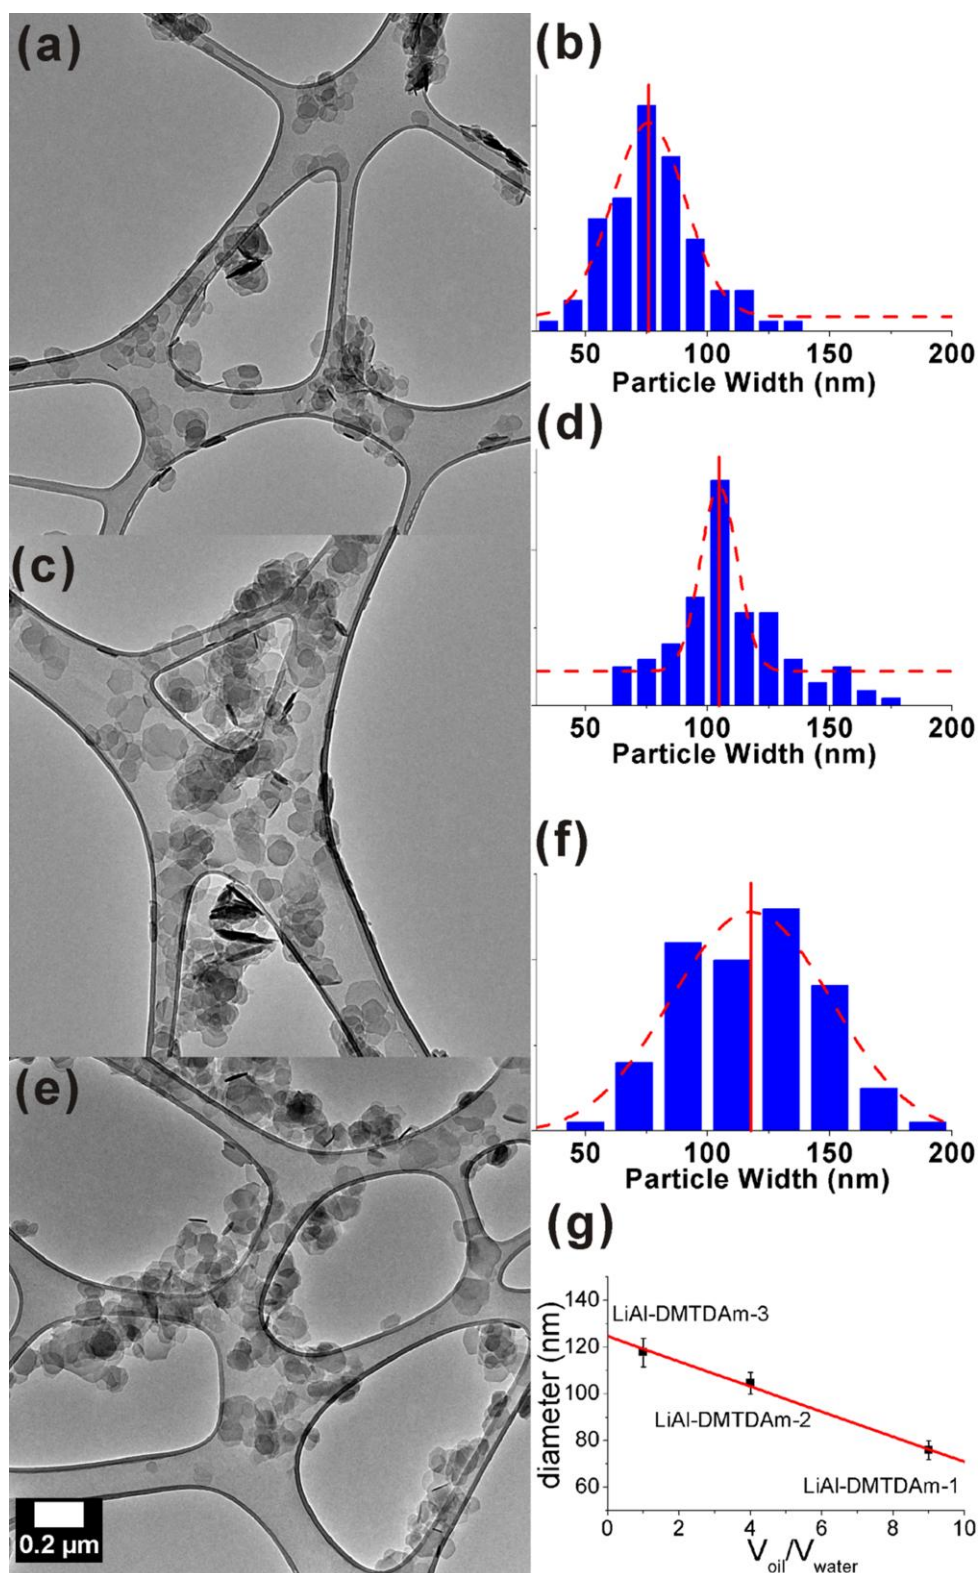 (a)
(b)
50 100 150 200
Particle Width (nm)
(c)
(d)
50 100 150 200
Particle Width (nm)
(e)
(f)
50 100 150 200
Particle Width (nm)
(g)
140
120
100
80
60
diameter (nm)
LiAl-DMTDAm-3
LiAl-DMTDAm-2
LiAl-DMTDAm-1
0 2 4 6 8 10
Voil/Vwater
0.2 µm